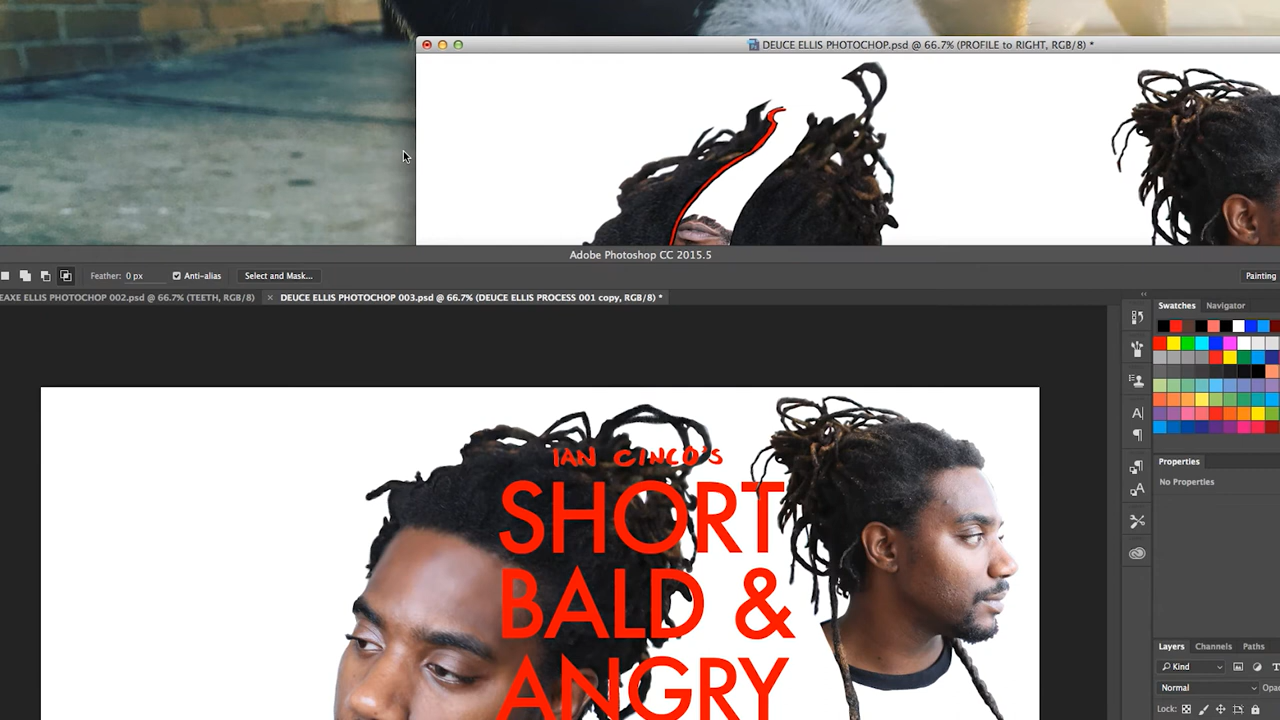 DEUCE ELLIS PHOTOCHOP.psd @ 66.7% (PROFILE to RIGHT, RGB/8) *
Adobe Photoshop CC 2015.5
Feather: 0 px
Anti-alias
Select and Mask...
Painting
EAXE ELLIS PHOTOCHOP 002.psd @ 66.7% (TEETH, RGB/8)
DEUCE ELLIS PHOTOCHOP 003.psd @ 66.7% (DEUCE ELLIS PROCESS 001 copy, RGB/8) *
Swatches
Navigator
Properties
No Properties
IAN CINCO'S
SHORT
BALD &
ANGRY
Layers
Channels
Paths
Kind
Normal
Opac
Lock: